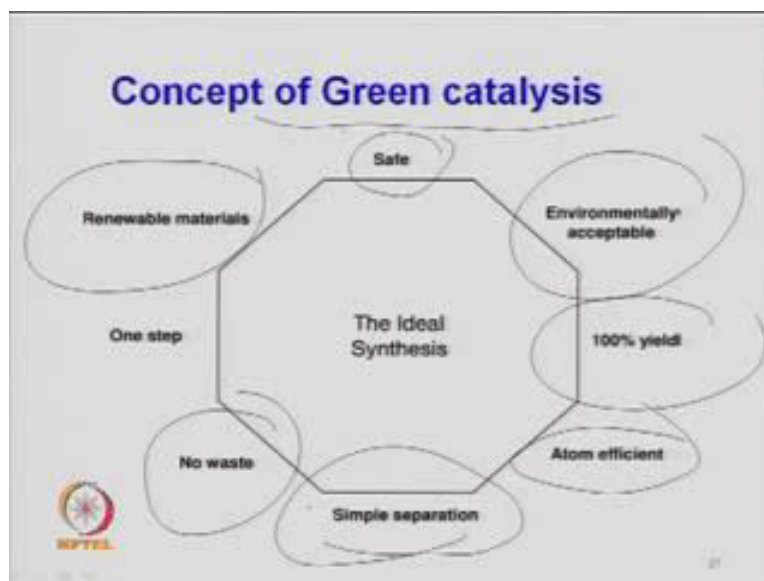 Concept of Green catalysis
Safe
Renewable materials
Environmentally-
acceptable
One step
The Ideal
Synthesis
100% yieldl
No waste
Atom efficient
Simple separation
NPTEL